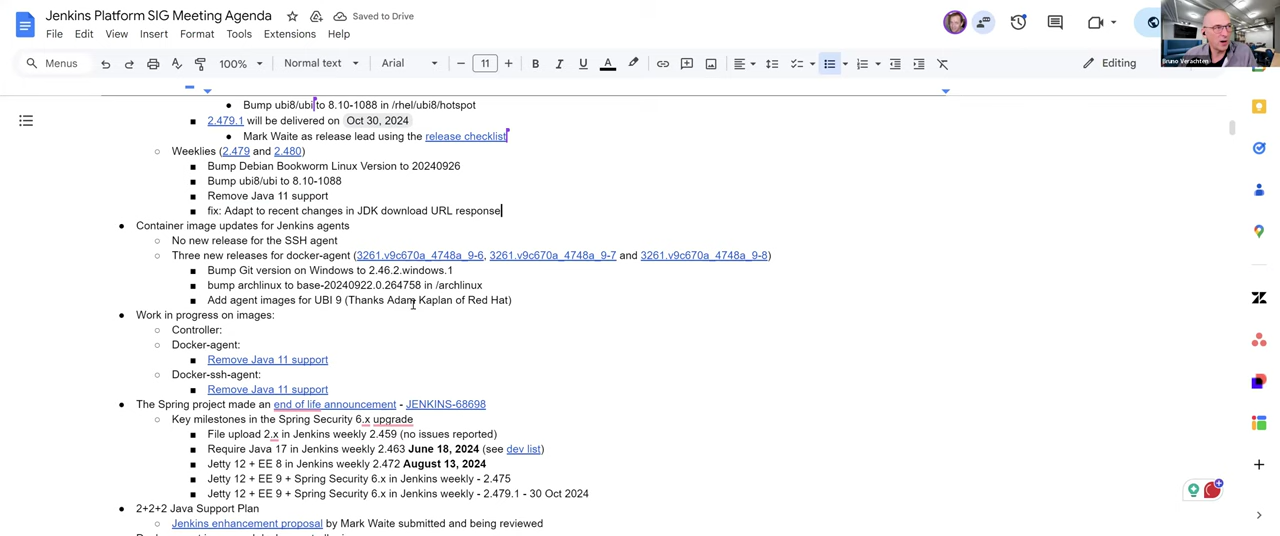 Jenkins Platform SIG Meeting Agenda
Saved to Drive
File Edit View Insert Format Tools Extensions Help
Menus 100% Normal text Arial 11 B I U A Editing
Bruno Verachten
Bump ubi8/ubi to 8.10-1088 in /rhel/ubi8/hotspot
2.479.1 will be delivered on Oct 30, 2024
Mark Waite as release lead using the release checklist
Weeklies (2.479 and 2.480)
Bump Debian Bookworm Linux Version to 20240926
Bump ubi8/ubi to 8.10-1088
Remove Java 11 support
fix: Adapt to recent changes in JDK download URL response
Container image updates for Jenkins agents
No new release for the SSH agent
Three new releases for docker-agent (3261.v9c670a_4748a_9-6, 3261.v9c670a_4748a_9-7 and 3261.v9c670a_4748a_9-8)
Bump Git version on Windows to 2.46.2.windows.1
bump archlinux to base-20240922.0.264758 in /archlinux
Add agent images for UBI 9 (Thanks Adam Kaplan of Red Hat)
Work in progress on images:
Controller:
Docker-agent:
Remove Java 11 support
Docker-ssh-agent:
Remove Java 11 support
The Spring project made an end of life announcement - JENKINS-68698
Key milestones in the Spring Security 6.x upgrade
File upload 2.x in Jenkins weekly 2.459 (no issues reported)
Require Java 17 in Jenkins weekly 2.463 June 18, 2024 (see dev list)
Jetty 12 + EE 8 in Jenkins weekly 2.472 August 13, 2024
Jetty 12 + EE 9 + Spring Security 6.x in Jenkins weekly - 2.475
Jetty 12 + EE 9 + Spring Security 6.x in Jenkins weekly - 2.479.1 - 30 Oct 2024
2+2+2 Java Support Plan
Jenkins enhancement proposal by Mark Waite submitted and being reviewed